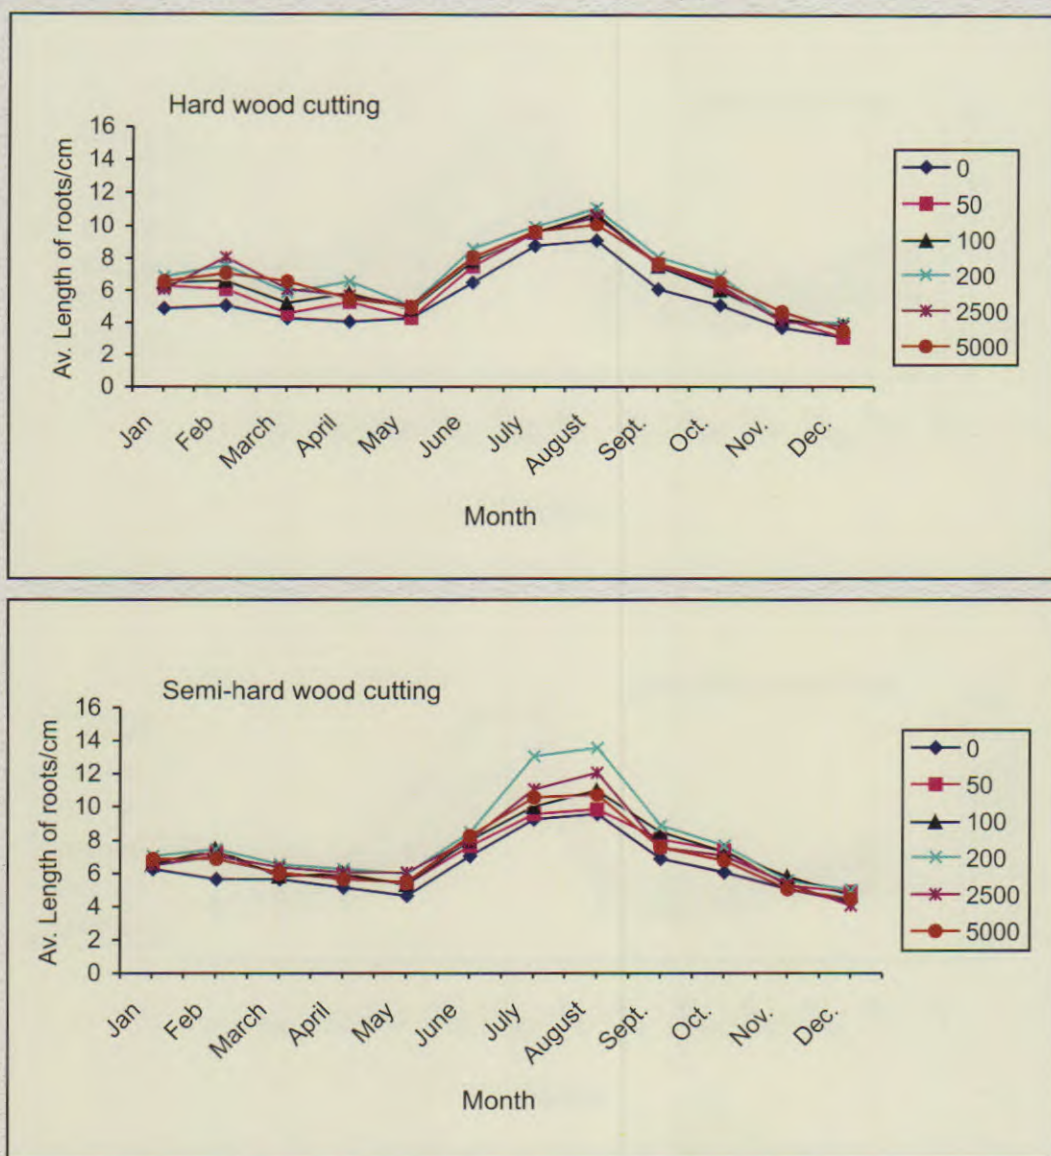 Hard wood cutting
Av. Length of roots/cm
16
14
12
10
8
6
4
2
0
Jan
Feb
March
April
May
June
July
August
Sept.
Oct.
Nov.
Dec.
Month
0
50
100
200
2500
5000
Semi-hard wood cutting
Av. Length of roots/cm
16
14
12
10
8
6
4
2
0
Jan
Feb
March
April
May
June
July
August
Sept.
Oct.
Nov.
Dec.
Month
0
50
100
200
2500
5000